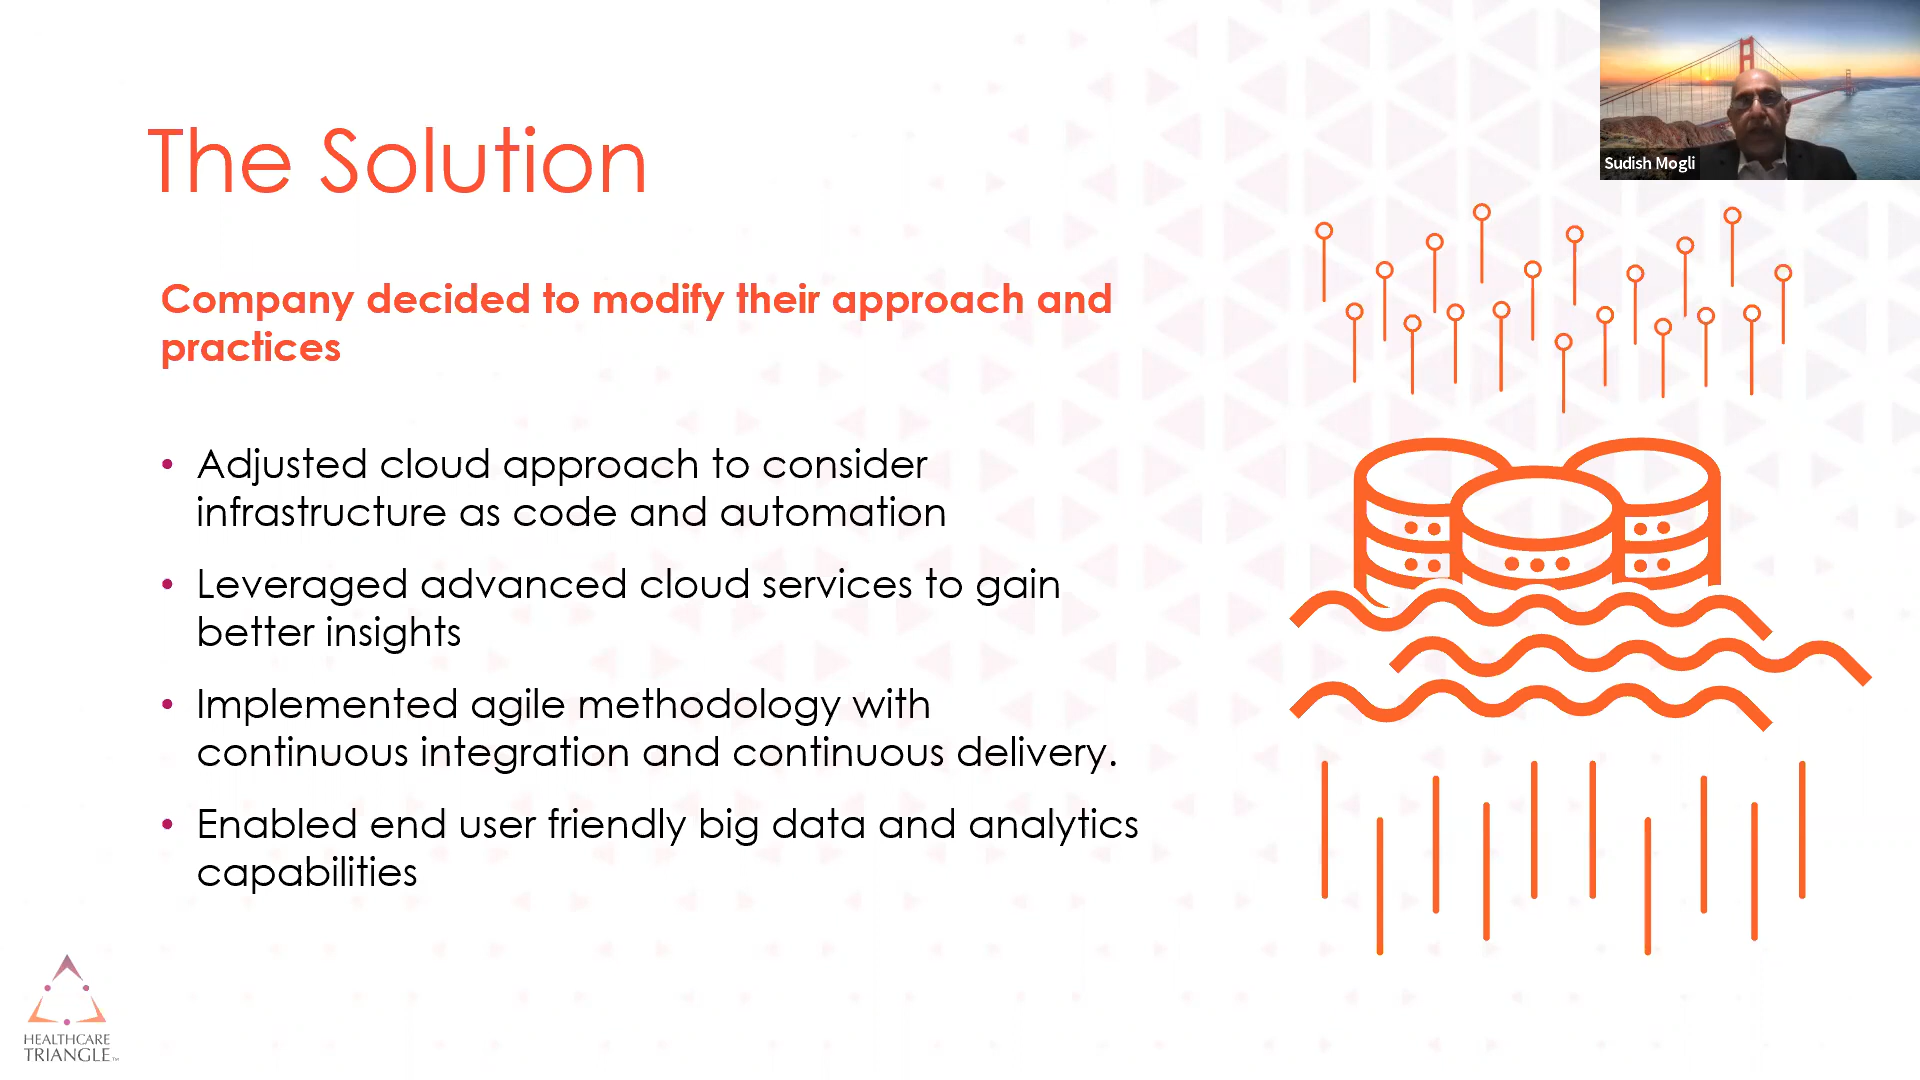 Sudish Mogli
The Solution
Company decided to modify their approach and
practices
• Adjusted cloud approach to consider
infrastructure as code and automation
• Leveraged advanced cloud services to gain
better insights
• Implemented agile methodology with
continuous integration and continuous delivery.
• Enabled end user friendly big data and analytics
capabilities
HEALTHCARE
TRIANGLE™